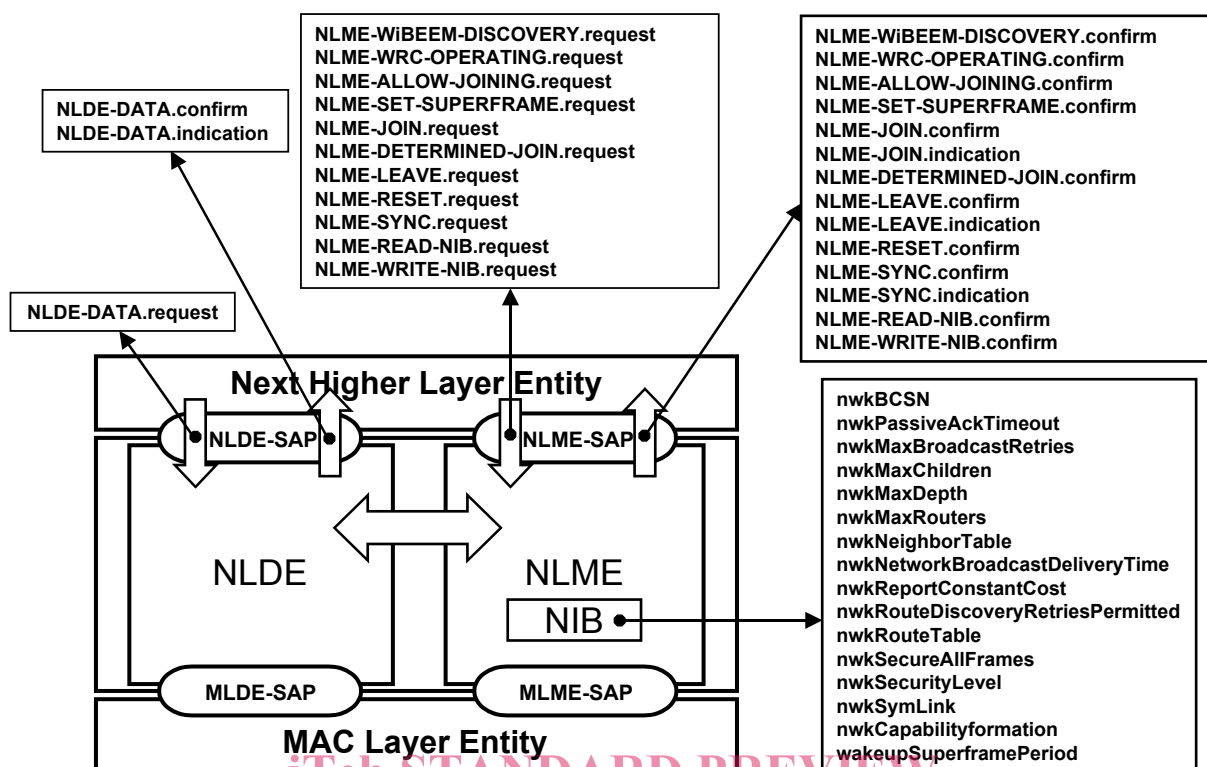 NLME-WiBEEM-DISCOVERY.request
NLME-WRC-OPERATING.request
NLME-ALLOW-JOINING.request
NLME-SET-SUPERFRAME.request
NLME-JOIN.request
NLME-DETERMINED-JOIN.request
NLME-LEAVE.request
NLME-RESET.request
NLME-SYNC.request
NLME-READ-NIB.request
NLME-WRITE-NIB.request
NLME-WiBEEM-DISCOVERY.confirm
NLME-WRC-OPERATING.confirm
NLME-ALLOW-JOINING.confirm
NLME-SET-SUPERFRAME.confirm
NLME-JOIN.confirm
NLME-JOIN.indication
NLME-DETERMINED-JOIN.confirm
NLME-LEAVE.confirm
NLME-LEAVE.indication
NLME-RESET.confirm
NLME-SYNC.confirm
NLME-SYNC.indication
NLME-READ-NIB.confirm
NLME-WRITE-NIB.confirm
NLDE-DATA.confirm
NLDE-DATA.indication
NLDE-DATA.request
Next Higher Layer Entity
NLDE-SAP
NLME-SAP
NLDE
NLME
NIB
MLDE-SAP
MLME-SAP
MAC Layer Entity
nwkBCSN
nwkPassiveAckTimeout
nwkMaxBroadcastRetries
nwkMaxChildren
nwkMaxDepth
nwkMaxRouters
nwkNeighborTable
nwkNetworkBroadcastDeliveryTime
nwkReportConstantCost
nwkRouteDiscoveryRetriesPermitted
nwkRouteTable
nwkSecureAllFrames
nwkSecurityLevel
nwkSymLink
nwkCapabilityformation
wakeupSuperframePeriod
iTeh STANDARD PREVIEW